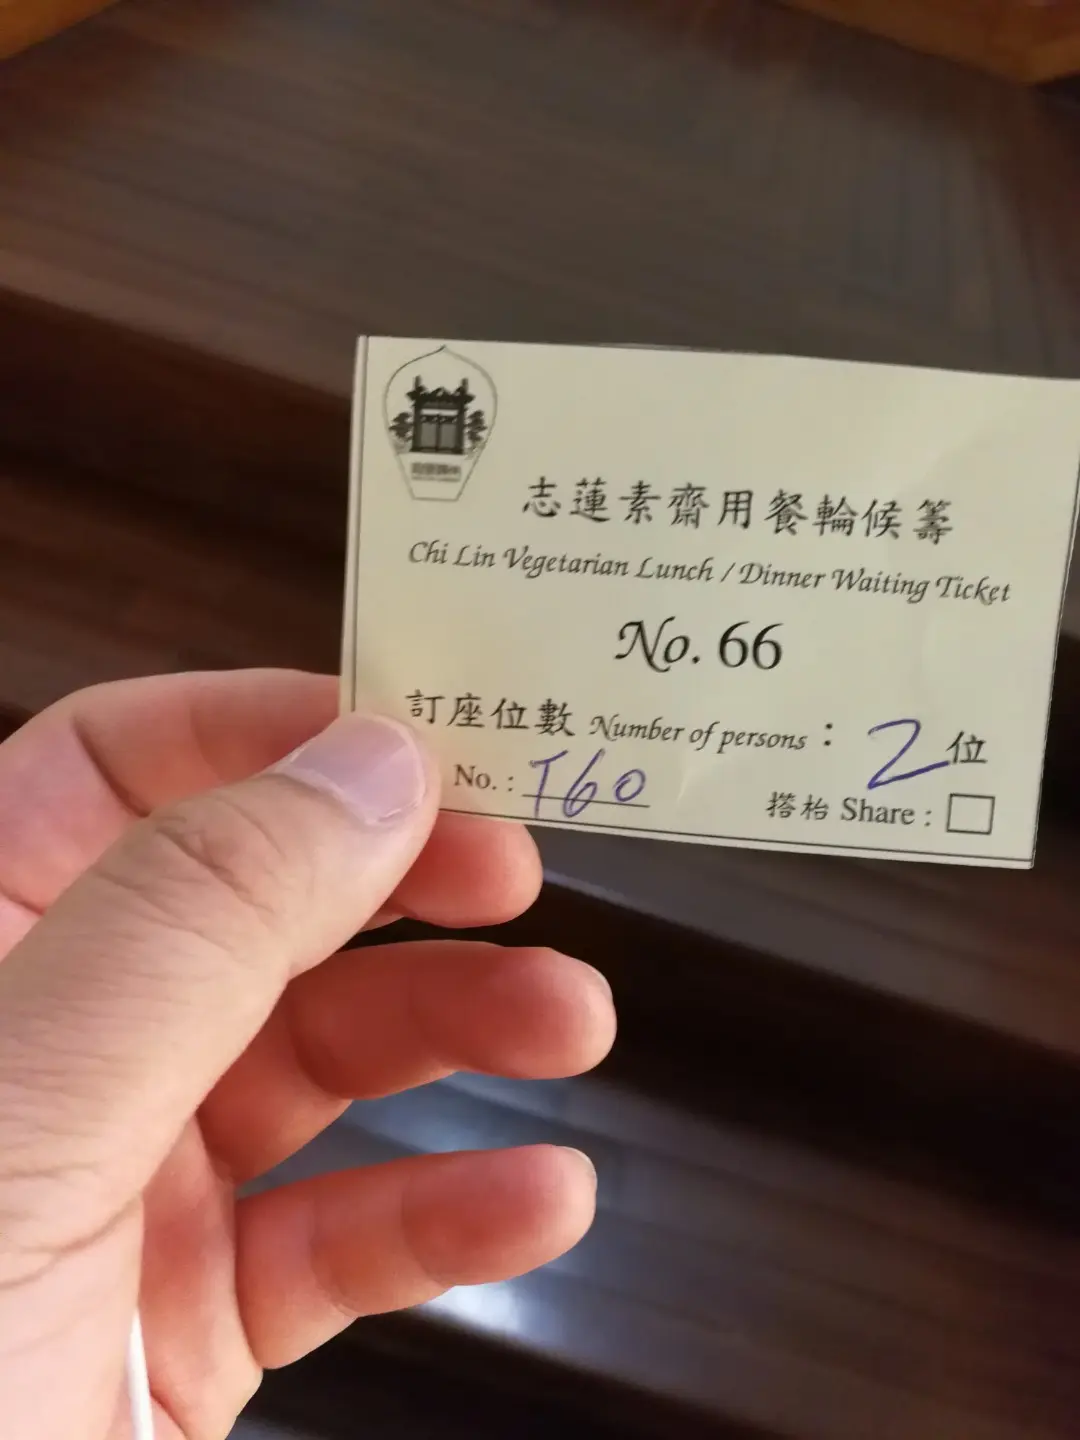 志蓮素齋用餐輪候籌
Chi Lin Vegetarian Lunch / Dinner Waiting Ticket
No. 66
訂座位數 Number of persons : 2位
No. : T60
搭枱 Share :